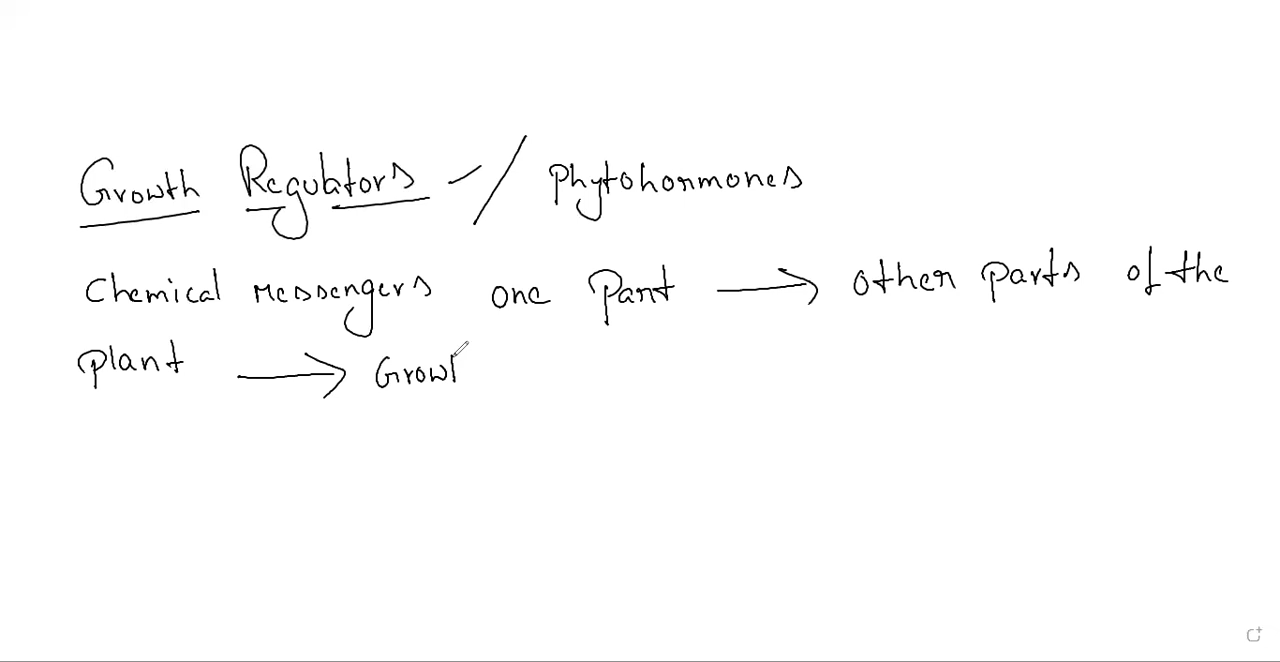 Growth Regulators -/ Phytohormones
Chemical messengers one Part → other parts of the
plant → Growt